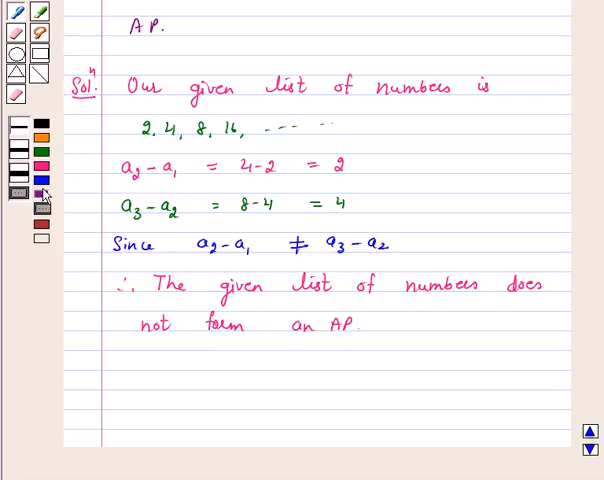 AP.
Solⁿ. Our given list of numbers is
2, 4, 8, 16, ---- --
a₂ - a₁ = 4-2 = 2
a₃ - a₂ = 8-4 = 4
Since a₂ - a₁ ≠ a₃ - a₂
∴ The given list of numbers does
not form an AP.